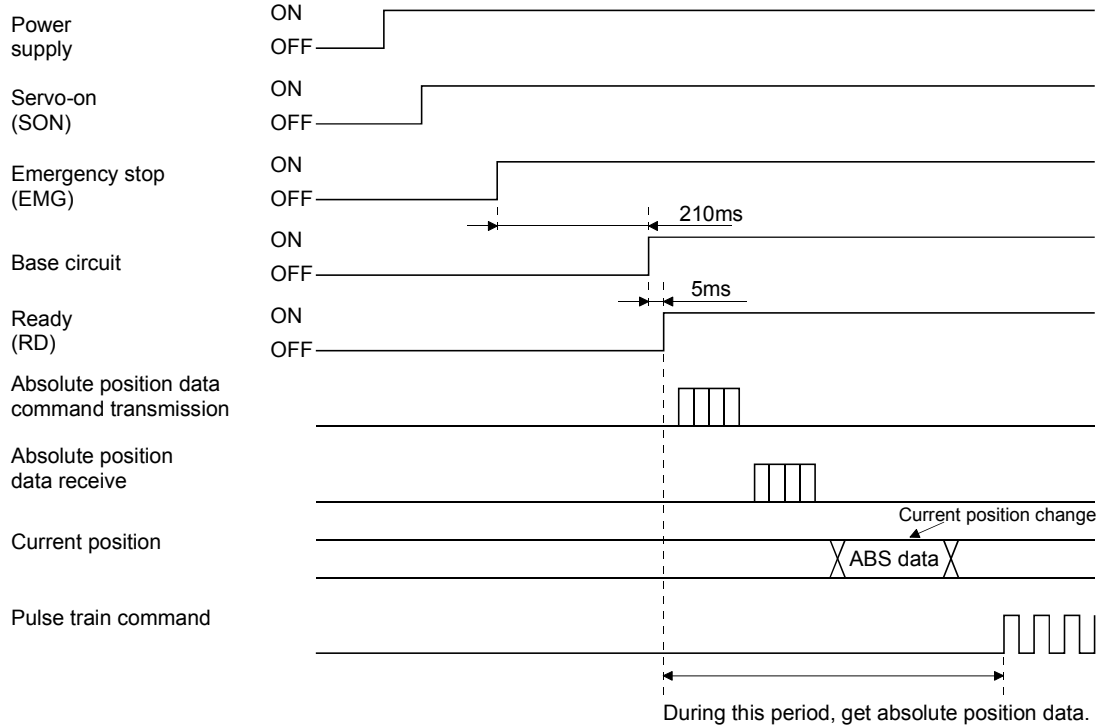 Power
supply
ON
OFF
Servo-on
(SON)
ON
OFF
Emergency stop
(EMG)
ON
OFF
210ms
Base circuit
ON
OFF
5ms
Ready
(RD)
ON
OFF
Absolute position data
command transmission
Absolute position
data receive
Current position change
Current position
ABS data
Pulse train command
During this period, get absolute position data.